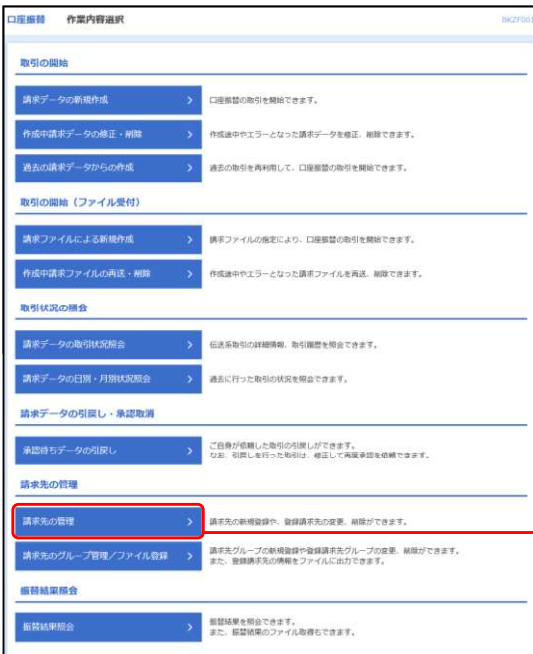 口座振替 作業内容選択 BKZF001
取引の開始
請求データの新規作成 > 口座振替の取引を開始できます。
作成中請求データの修正・削除 > 作成途中やエラーとなった請求データを修正、削除できます。
過去の請求データからの作成 > 過去の取引を再利用して、口座振替の取引を開始できます。
取引の開始（ファイル受付）
請求ファイルによる新規作成 > 請求ファイルの指定により、口座振替の取引を開始できます。
作成中請求ファイルの再送・削除 > 作成途中やエラーとなった請求ファイルを再送、削除できます。
取引状況の照会
請求データの取引状況照会 > 伝送系取引の詳細情報、取引履歴を照会できます。
請求データの日別・月別状況照会 > 過去に行った取引の状況を照会できます。
請求データの引戻し・承認取消
承認待ちデータの引戻し > ご自身が依頼した取引の引戻しができます。
なお、引戻しを行った取引は、修正して再度承認を依頼できます。
請求先の管理
請求先の管理 > 請求先の新規登録や、登録請求先の変更、削除ができます。
請求先のグループ管理／ファイル登録 > 請求先グループの新規登録や登録請求先グループの変更、削除ができます。
また、登録請求先の情報をファイルに出力できます。
振替結果照会
振替結果照会 > 振替結果を照会できます。
また、振替結果のファイル取得もできます。